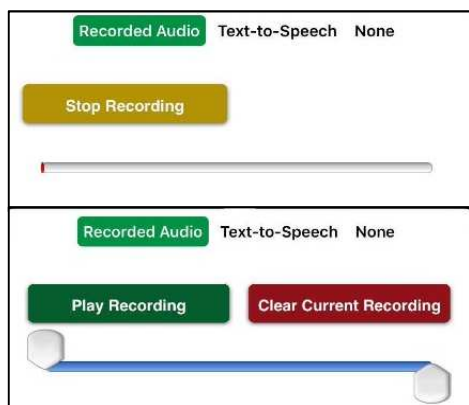 Recorded Audio Text-to-Speech None
Stop Recording
Recorded Audio Text-to-Speech None
Play Recording Clear Current Recording